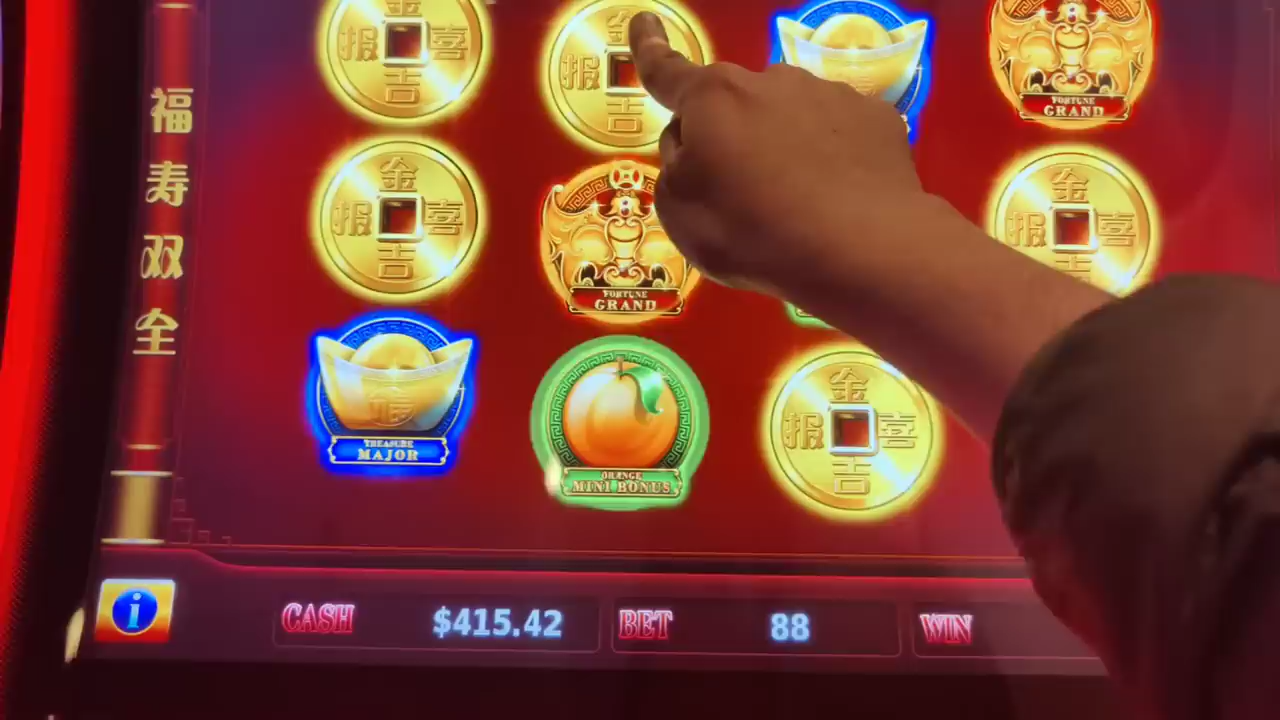 福
寿
双
全
金
报 喜
吉
金
报
吉
FORTUNE
GRAND
金
报 喜
吉
FORTUNE
GRAND
金
报 喜
吉
TREASURE
MAJOR
ORANGE
MINI BONUS
金
报 喜
吉
i
CASH $415.42
BET 88
WIN